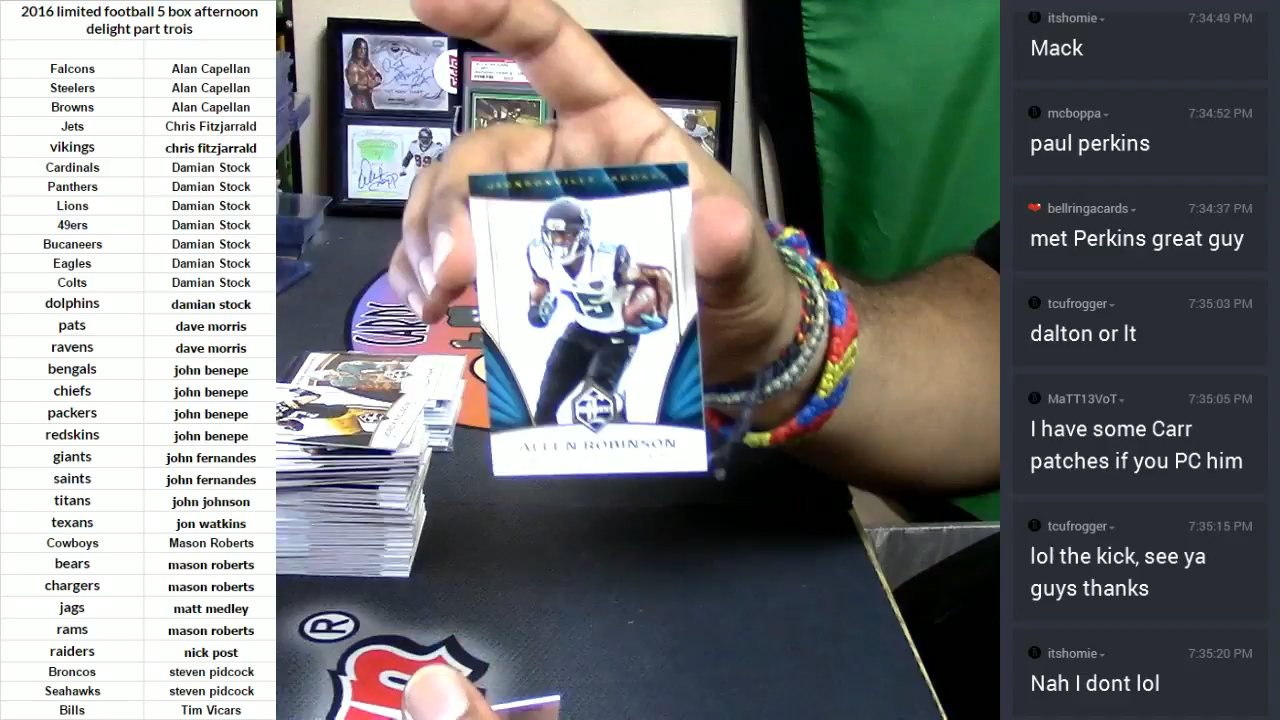 2016 limited football 5 box afternoon
delight part trois
Falcons Alan Capellan
Steelers Alan Capellan
Browns Alan Capellan
Jets Chris Fitzjarrald
vikings chris fitzjarrald
Cardinals Damian Stock
Panthers Damian Stock
Lions Damian Stock
49ers Damian Stock
Bucaneers Damian Stock
Eagles Damian Stock
Colts Damian Stock
dolphins damian stock
pats dave morris
ravens dave morris
bengals john benepe
chiefs john benepe
packers john benepe
redskins john benepe
giants john fernandes
saints john fernandes
titans john johnson
texans jon watkins
Cowboys Mason Roberts
bears mason roberts
chargers mason roberts
jags matt medley
rams mason roberts
raiders nick post
Broncos steven pidcock
Seahawks steven pidcock
Bills Tim Vicars
JACKSONVILLE JAGUARS
15
ALLEN ROBINSON
99
CARD
®
itshomie 7:34:49 PM
Mack
mcboppa 7:34:52 PM
paul perkins
bellringacards 7:34:37 PM
met Perkins great guy
tcufrogger 7:35:03 PM
dalton or lt
MaTT13VoT 7:35:05 PM
I have some Carr
patches if you PC him
tcufrogger 7:35:15 PM
lol the kick, see ya
guys thanks
itshomie 7:35:20 PM
Nah I dont lol